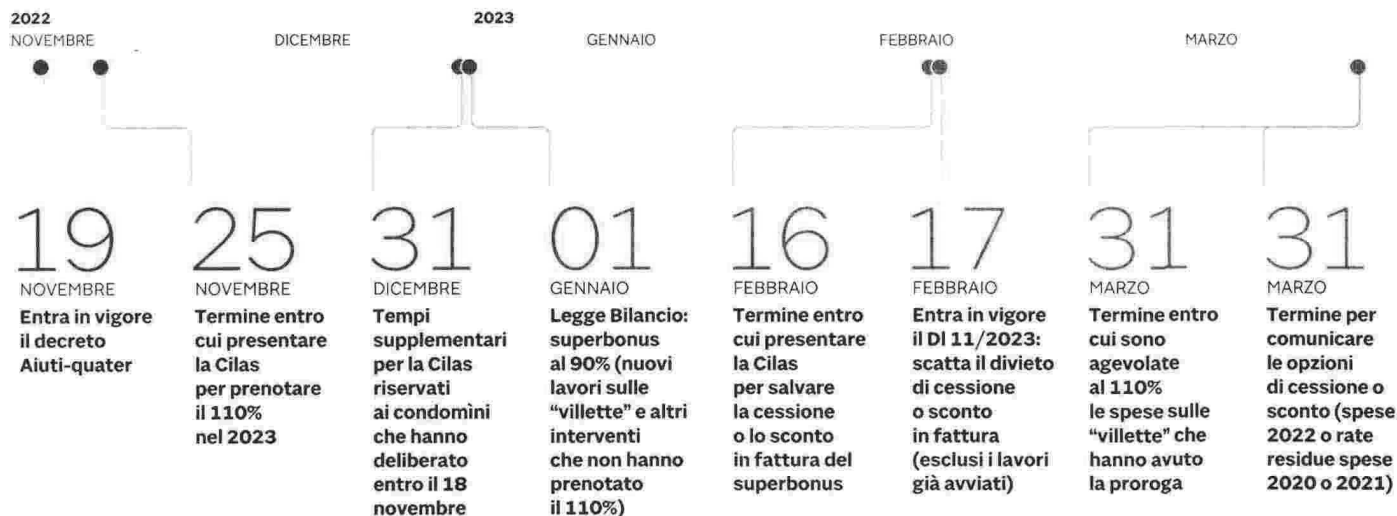 2022
NOVEMBRE
DICEMBRE
2023
GENNAIO
FEBBRAIO
MARZO
19
NOVEMBRE
Entra in vigore
il decreto
Aiuti-quater
25
NOVEMBRE
Termine entro
cui presentare
la Cilas
per prenotare
il 110%
nel 2023
31
DICEMBRE
Tempi
supplementari
per la Cilas
riservati
ai condomìni
che hanno
deliberato
entro il 18
novembre
01
GENNAIO
Legge Bilancio:
superbonus
al 90% (nuovi
lavori sulle
“villette” e altri
interventi
che non hanno
prenotato
il 110%)
16
FEBBRAIO
Termine entro
cui presentare
la Cilas
per salvare
la cessione
o lo sconto
in fattura del
superbonus
17
FEBBRAIO
Entra in vigore
il Dl 11/2023:
scatta il divieto
di cessione
o sconto
in fattura
(esclusi i lavori
già avviati)
31
MARZO
Termine entro
cui sono
agevolate
al 110%
le spese sulle
“villette” che
hanno avuto
la proroga
31
MARZO
Termine per
comunicare
le opzioni
di cessione o
sconto (spese
2022 o rate
residue spese
2020 o 2021)